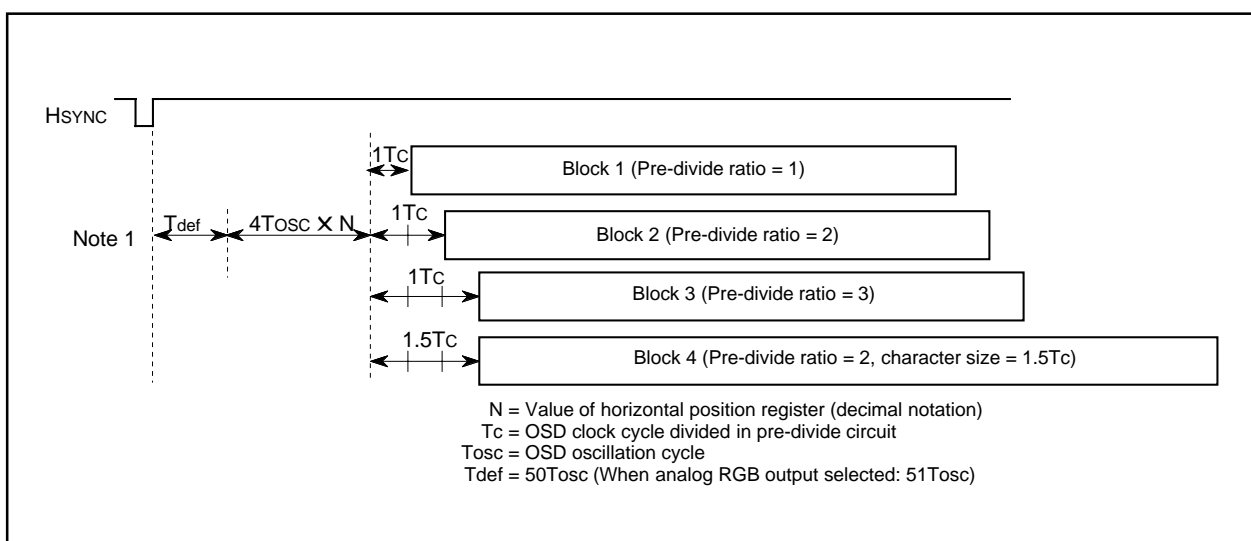 HSYNC
1TC
Block 1 (Pre-divide ratio = 1)
Note 1
Tdef
4TOSC X N
1TC
Block 2 (Pre-divide ratio = 2)
1TC
Block 3 (Pre-divide ratio = 3)
1.5TC
Block 4 (Pre-divide ratio = 2, character size = 1.5Tc)
N = Value of horizontal position register (decimal notation)
Tc = OSD clock cycle divided in pre-divide circuit
Tosc = OSD oscillation cycle
Tdef = 50Tosc (When analog RGB output selected: 51Tosc)